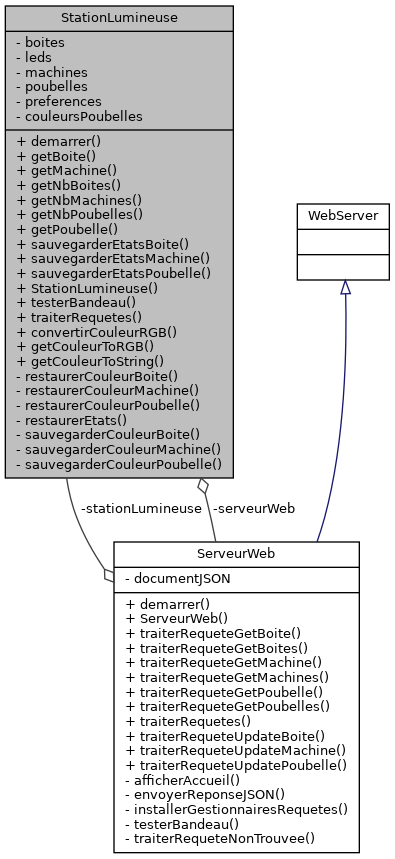 StationLumineuse
- boites
- leds
- machines
- poubelles
- preferences
- couleursPoubelles
+ demarrer()
+ getBoite()
+ getMachine()
+ getNbBoites()
+ getNbMachines()
+ getNbPoubelles()
+ getPoubelle()
+ sauvegarderEtatsBoite()
+ sauvegarderEtatsMachine()
+ sauvegarderEtatsPoubelle()
+ StationLumineuse()
+ testerBandeau()
+ traiterRequetes()
+ convertirCouleurRGB()
+ getCouleurToRGB()
+ getCouleurToString()
- restaurerCouleurBoite()
- restaurerCouleurMachine()
- restaurerCouleurPoubelle()
- restaurerEtats()
- sauvegarderCouleurBoite()
- sauvegarderCouleurMachine()
- sauvegarderCouleurPoubelle()
WebServer
-stationLumineuse
-serveurWeb
ServeurWeb
- documentJSON
+ demarrer()
+ ServeurWeb()
+ traiterRequeteGetBoite()
+ traiterRequeteGetBoites()
+ traiterRequeteGetMachine()
+ traiterRequeteGetMachines()
+ traiterRequeteGetPoubelle()
+ traiterRequeteGetPoubelles()
+ traiterRequetes()
+ traiterRequeteUpdateBoite()
+ traiterRequeteUpdateMachine()
+ traiterRequeteUpdatePoubelle()
- afficherAccueil()
- envoyerReponseJSON()
- installerGestionnairesRequetes()
- testerBandeau()
- traiterRequeteNonTrouvee()